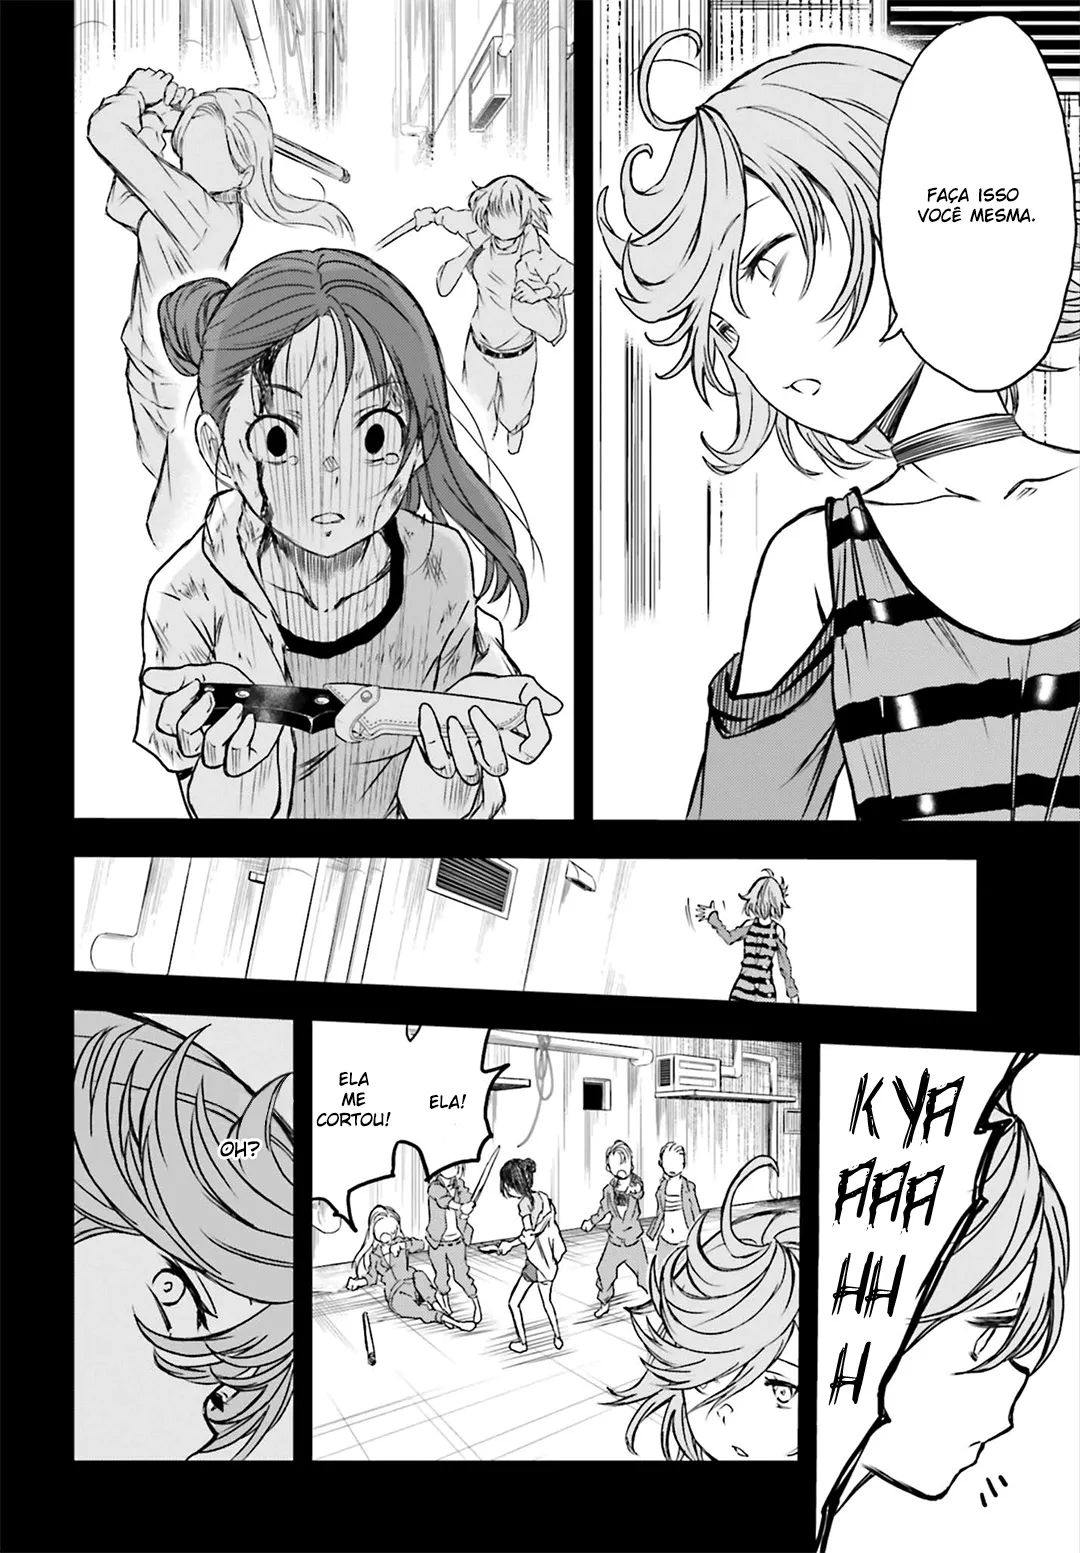 FAÇA ISSO
VOCÊ MESMA.
KYA
AAA
HH
H
ELA!
ELA
ME
CORTOU!
OH?